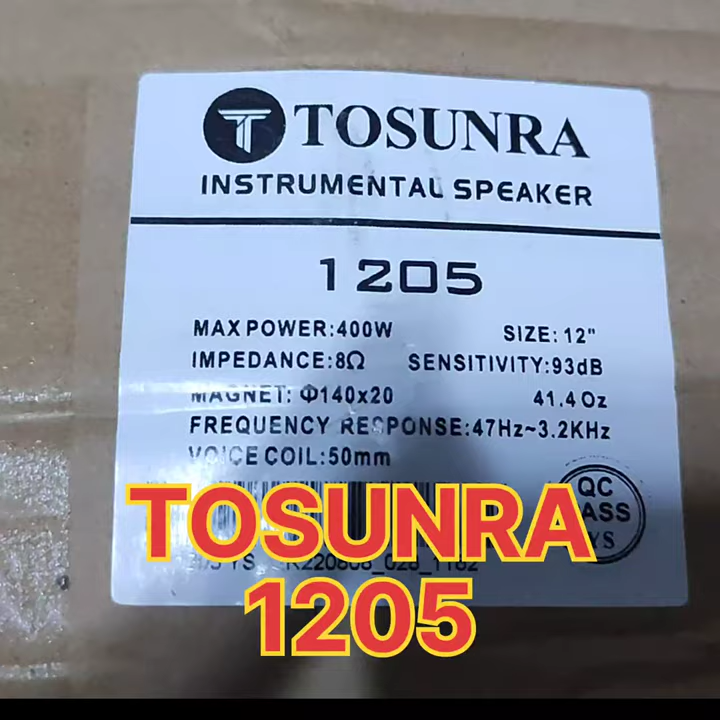 TOSUNRA
INSTRUMENTAL SPEAKER
1205
MAX POWER:400W SIZE: 12"
IMPEDANCE:8Ω SENSITIVITY:93dB
MAGNET: Φ140x20 41.4 Oz
FREQUENCY RESPONSE:47Hz~3.2KHz
VOICE COIL:50mm
QC
TOSUNRA
1205